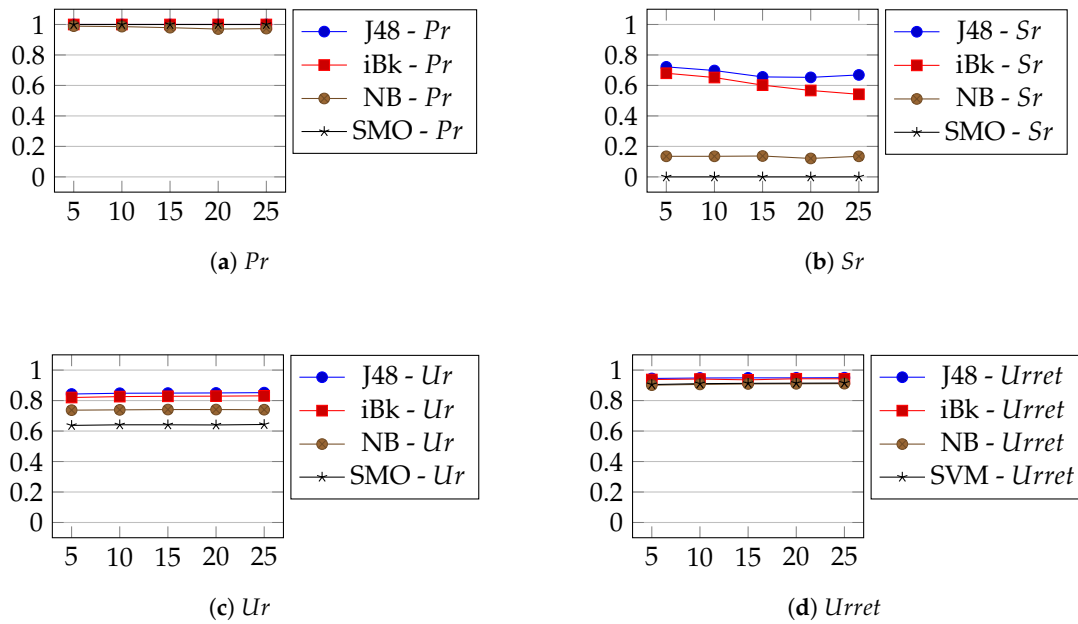 1
0.8
0.6
0.4
0.2
0
5 10 15 20 25
J48 - Pr
iBk - Pr
NB - Pr
SMO - Pr
(a) Pr
1
0.8
0.6
0.4
0.2
0
5 10 15 20 25
J48 - Sr
iBk - Sr
NB - Sr
SMO - Sr
(b) Sr
1
0.8
0.6
0.4
0.2
0
5 10 15 20 25
J48 - Ur
iBk - Ur
NB - Ur
SMO - Ur
(c) Ur
1
0.8
0.6
0.4
0.2
0
5 10 15 20 25
J48 - Urret
iBk - Urret
NB - Urret
SVM - Urret
(d) Urret